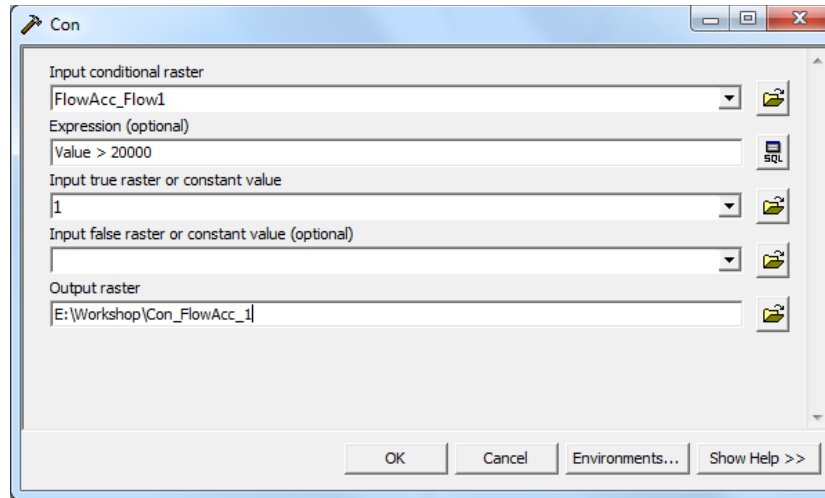 Con
Input conditional raster
FlowAcc_Flow1
Expression (optional)
Value > 20000
SQL
Input true raster or constant value
1
Input false raster or constant value (optional)
Output raster
E:\Workshop\Con_FlowAcc_1
OK Cancel Environments... Show Help >>